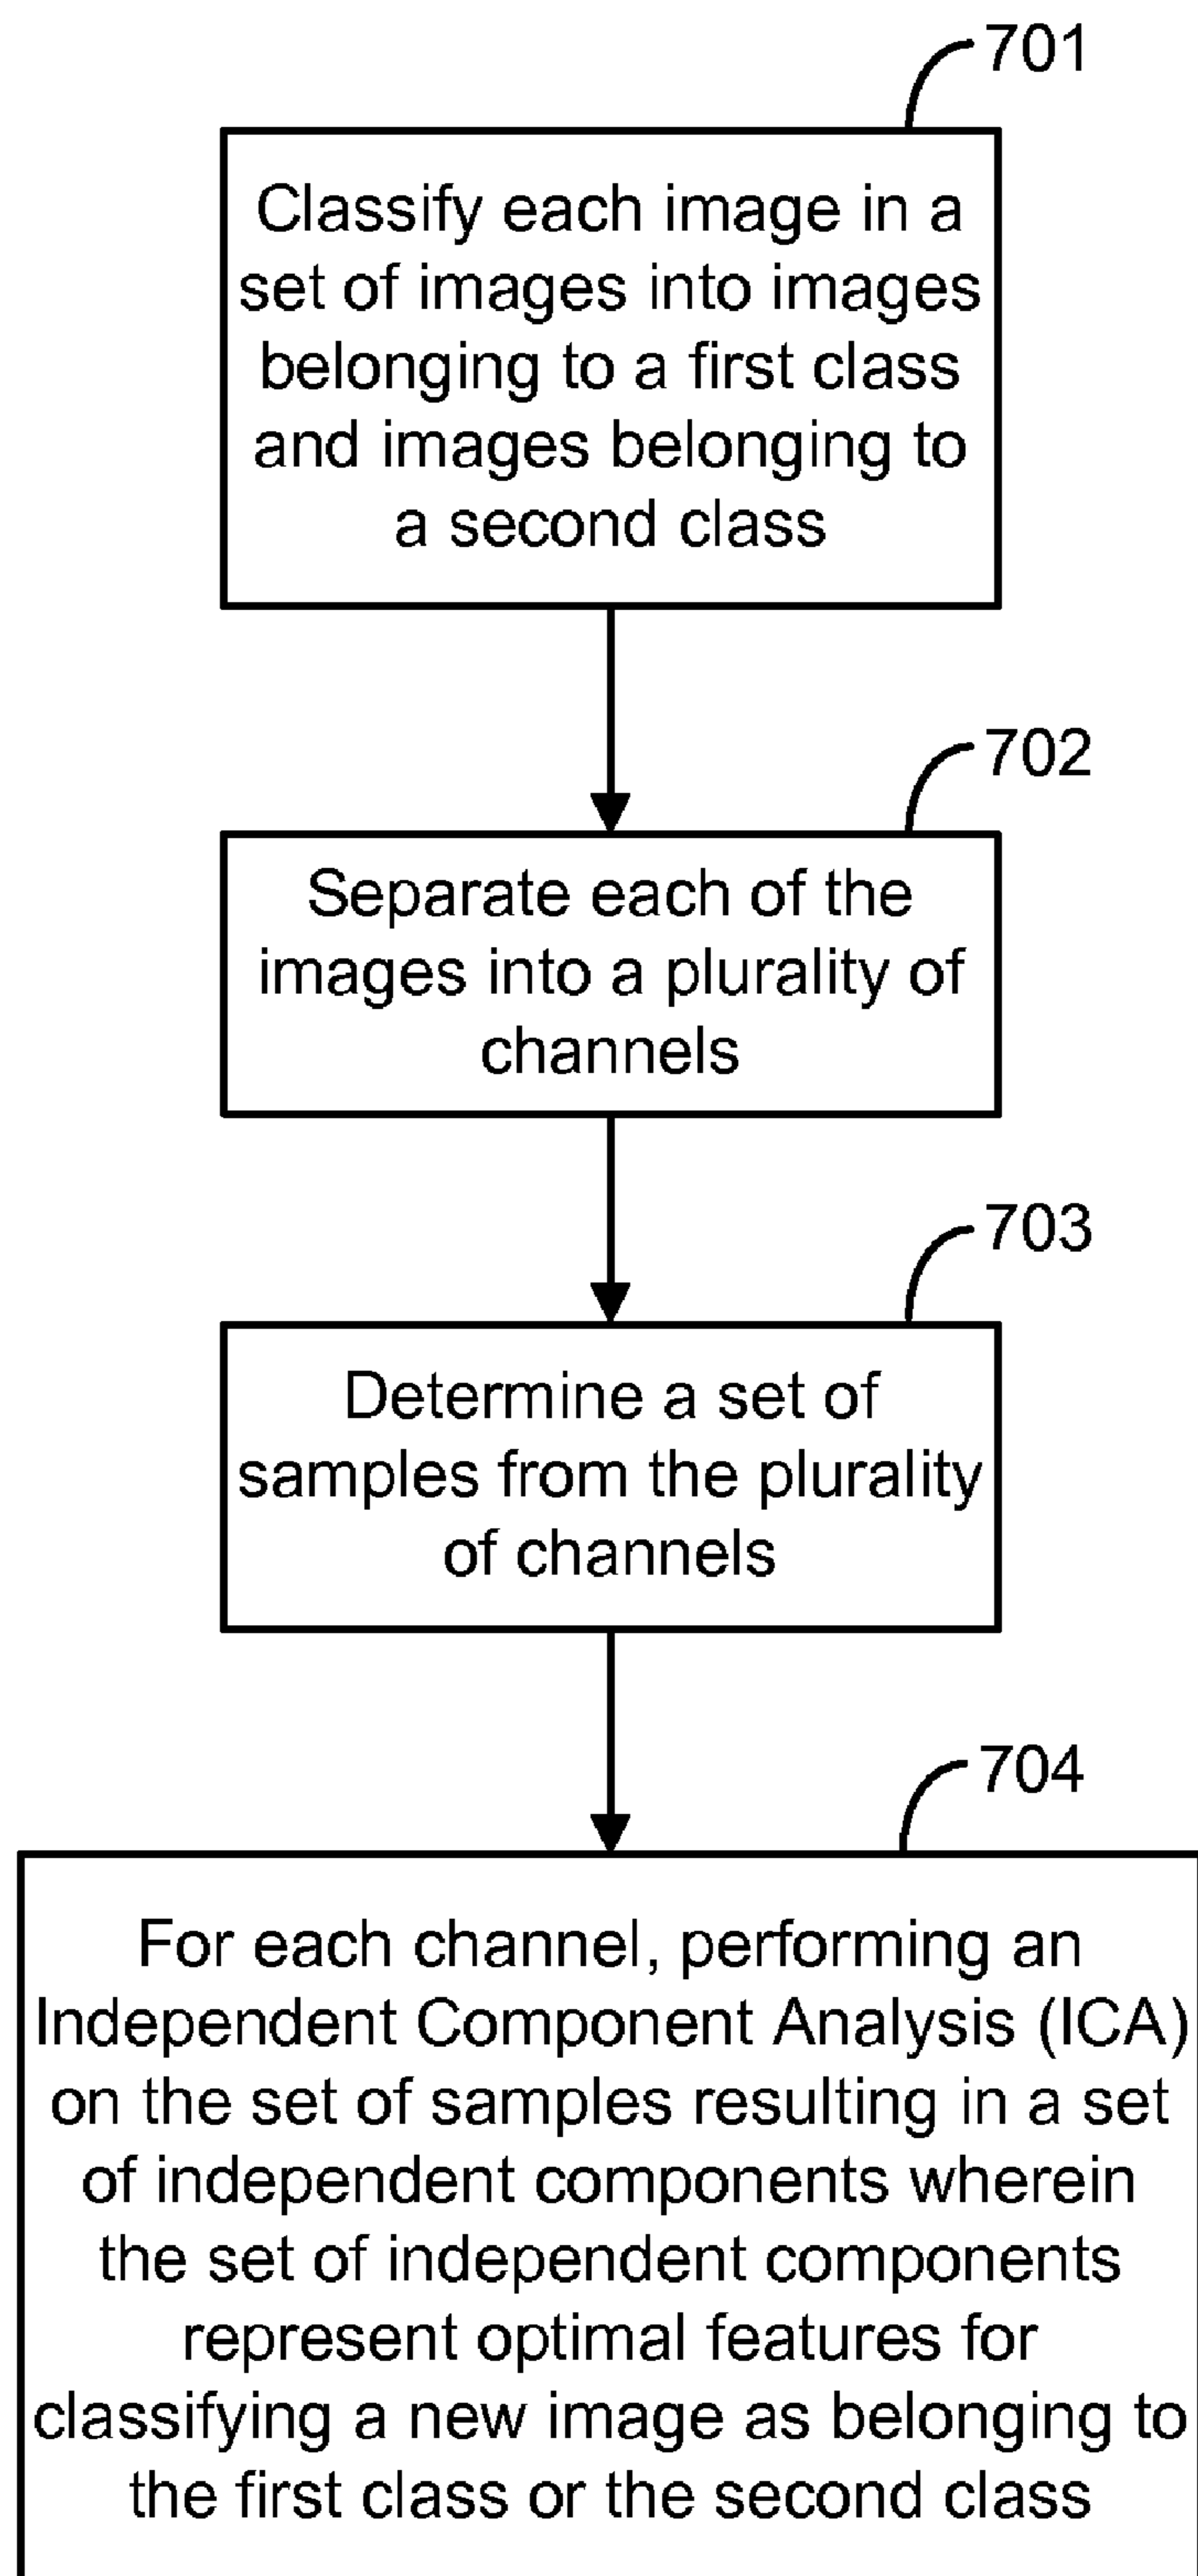 701
Classify each image in a
set of images into images
belonging to a first class
and images belonging to
a second class
702
Separate each of the
images into a plurality of
channels
703
Determine a set of
samples from the plurality
of channels
704
For each channel, performing an
Independent Component Analysis (ICA)
on the set of samples resulting in a set
of independent components wherein
the set of independent components
represent optimal features for
classifying a new image as belonging to
the first class or the second class